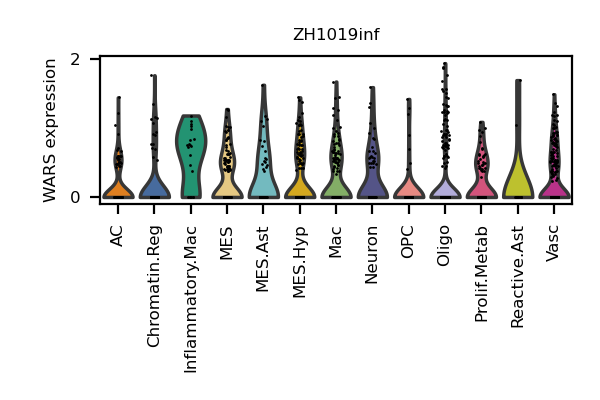 ZH1019inf
WARS expression
2
0
AC
Chromatin.Reg
Inflammatory.Mac
MES
MES.Ast
MES.Hyp
Mac
Neuron
OPC
Oligo
Prolif.Metab
Reactive.Ast
Vasc